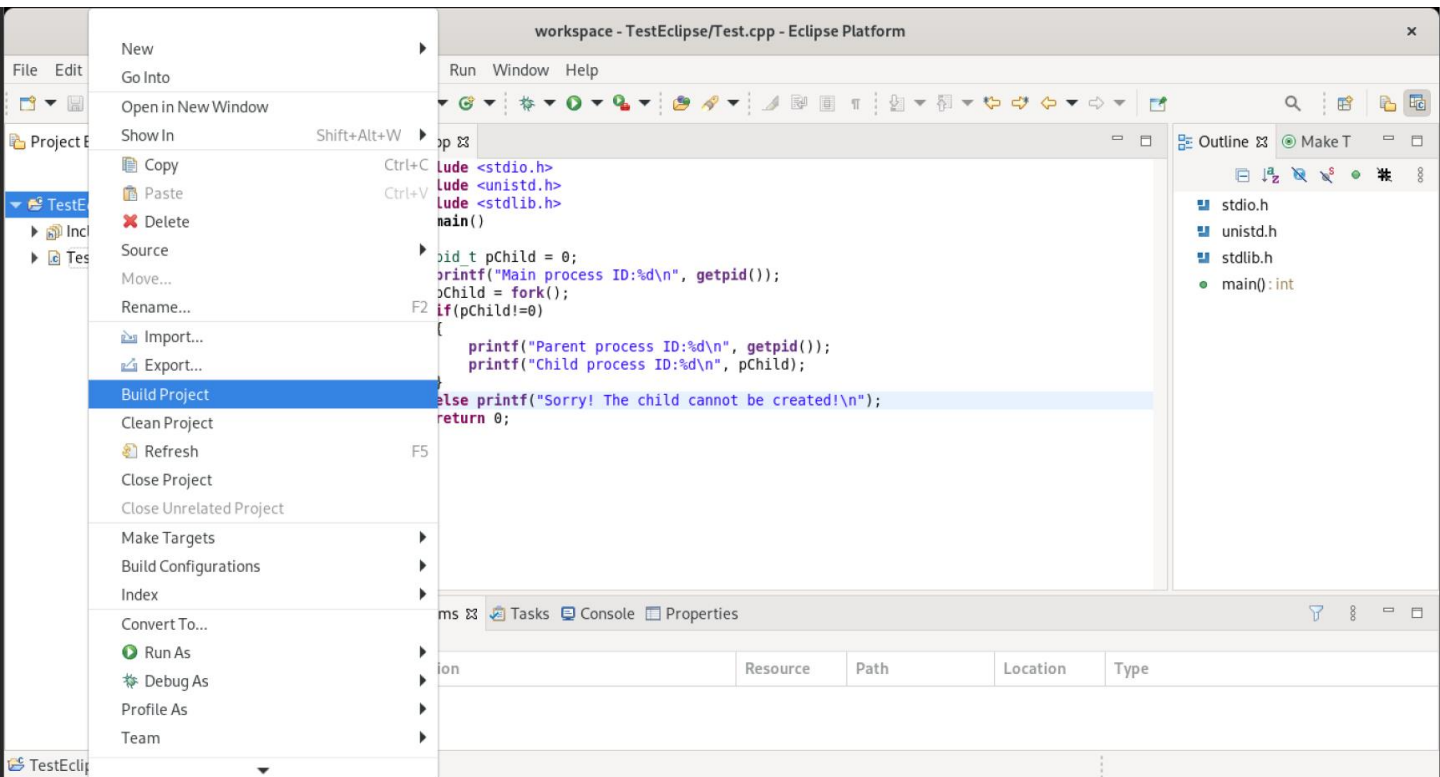 workspace - TestEclipse/Test.cpp - Eclipse Platform
File Edit Run Window Help
Project E
New
Go Into
Open in New Window
Show In Shift+Alt+W
Copy Ctrl+C
Paste Ctrl+V
Delete
Source
Move...
Rename... F2
Import...
Export...
Build Project
Clean Project
Refresh F5
Close Project
Close Unrelated Project
Make Targets
Build Configurations
Index
Convert To...
Run As
Debug As
Profile As
Team
TestE
Incl
Tes
pp
lude <stdio.h>
lude <unistd.h>
lude <stdlib.h>
main()
pid_t pChild = 0;
printf("Main process ID:%d\n", getpid());
pChild = fork();
if(pChild!=0)
{
printf("Parent process ID:%d\n", getpid());
printf("Child process ID:%d\n", pChild);
}
else printf("Sorry! The child cannot be created!\n");
return 0;
Outline Make T
stdio.h
unistd.h
stdlib.h
main() : int
ms Tasks Console Properties
ion Resource Path Location Type
TestEclip